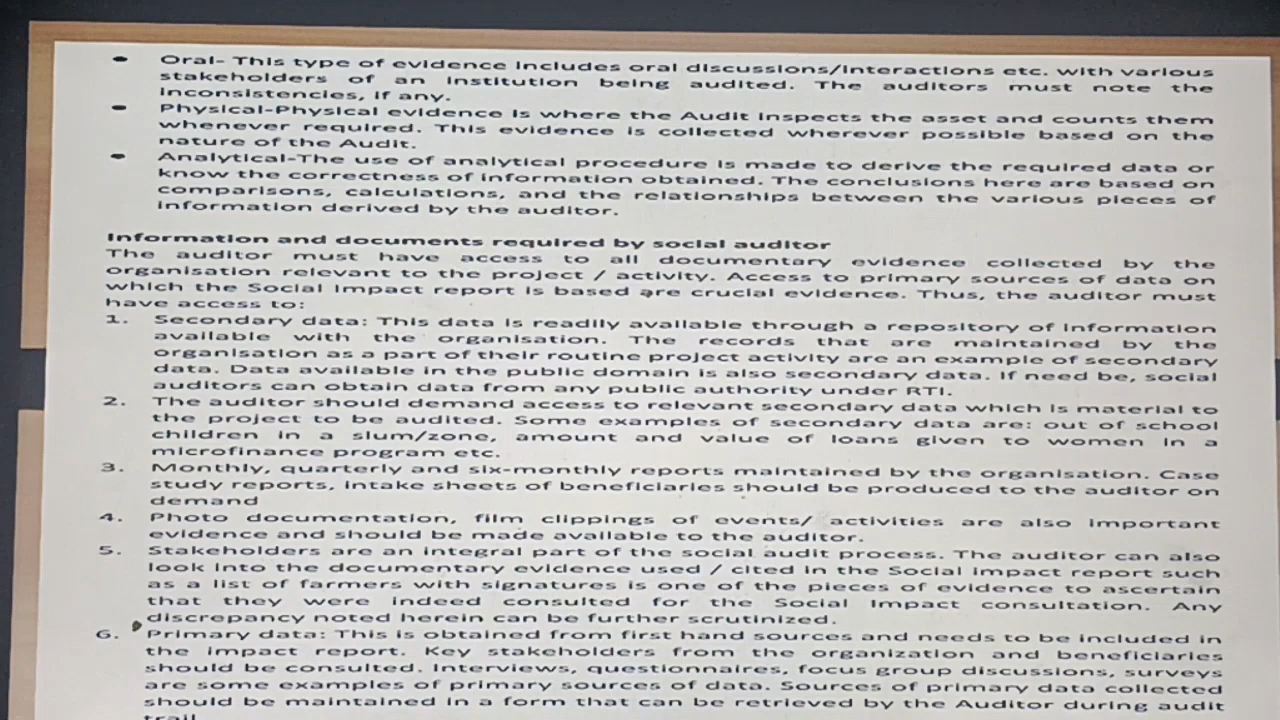 • Oral- This type of evidence includes oral discussions/interactions etc. with various
stakeholders of an institution being audited. The auditors must note the
inconsistencies, if any.
• Physical-Physical evidence is where the Audit inspects the asset and counts them
whenever required. This evidence is collected wherever possible based on the
nature of the Audit.
• Analytical-The use of analytical procedure is made to derive the required data or
know the correctness of information obtained. The conclusions here are based on
comparisons, calculations, and the relationships between the various pieces of
information derived by the auditor.
Information and documents required by social auditor
The auditor must have access to all documentary evidence collected by the
organisation relevant to the project / activity. Access to primary sources of data on
which the Social Impact report is based are crucial evidence. Thus, the auditor must
have access to:
1. Secondary data: This data is readily available through a repository of information
available with the organisation. The records that are maintained by the
organisation as a part of their routine project activity are an example of secondary
data. Data available in the public domain is also secondary data. If need be, social
auditors can obtain data from any public authority under RTI.
2. The auditor should demand access to relevant secondary data which is material to
the project to be audited. Some examples of secondary data are: out of school
children in a slum/zone, amount and value of loans given to women in a
microfinance program etc.
3. Monthly, quarterly and six-monthly reports maintained by the organisation. Case
study reports, intake sheets of beneficiaries should be produced to the auditor on
demand
4. Photo documentation, film clippings of events/ activities are also important
evidence and should be made available to the auditor.
5. Stakeholders are an integral part of the social audit process. The auditor can also
look into the documentary evidence used / cited in the Social impact report such
as a list of farmers with signatures is one of the pieces of evidence to ascertain
that they were indeed consulted for the Social Impact consultation. Any
discrepancy noted herein can be further scrutinized.
6. Primary data: This is obtained from first hand sources and needs to be included in
the impact report. Key stakeholders from the organization and beneficiaries
should be consulted. Interviews, questionnaires, focus group discussions, surveys
are some examples of primary sources of data. Sources of primary data collected
should be maintained in a form that can be retrieved by the Auditor during audit
trail